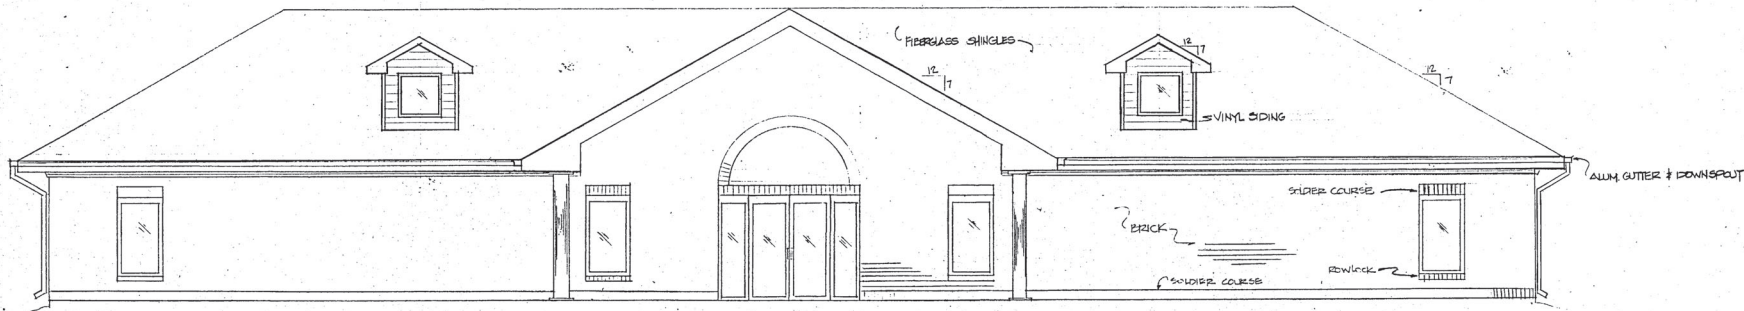 FIBERGLASS SHINGLES
12
7
12
7
12
7
VINYL SIDING
ALUM. GUTTER & DOWNSPOUT
SOLDIER COURSE
BRICK
ROWLOCK
SOLDIER COURSE